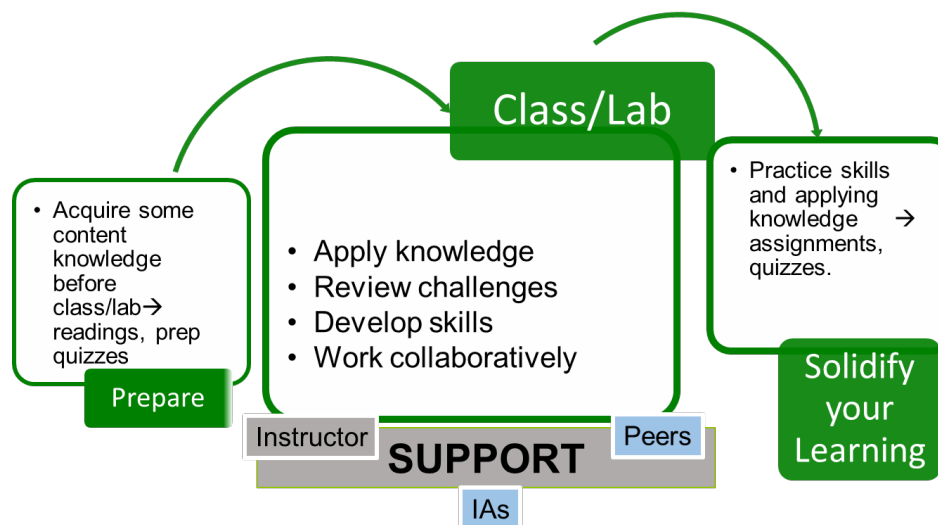 Class/Lab
• Acquire some
content
knowledge
before
class/lab→
readings, prep
quizzes
Prepare
• Apply knowledge
• Review challenges
• Develop skills
• Work collaboratively
• Practice skills
and applying
knowledge →
assignments,
quizzes.
Solidify
your
Learning
Instructor
Peers
SUPPORT
IAs